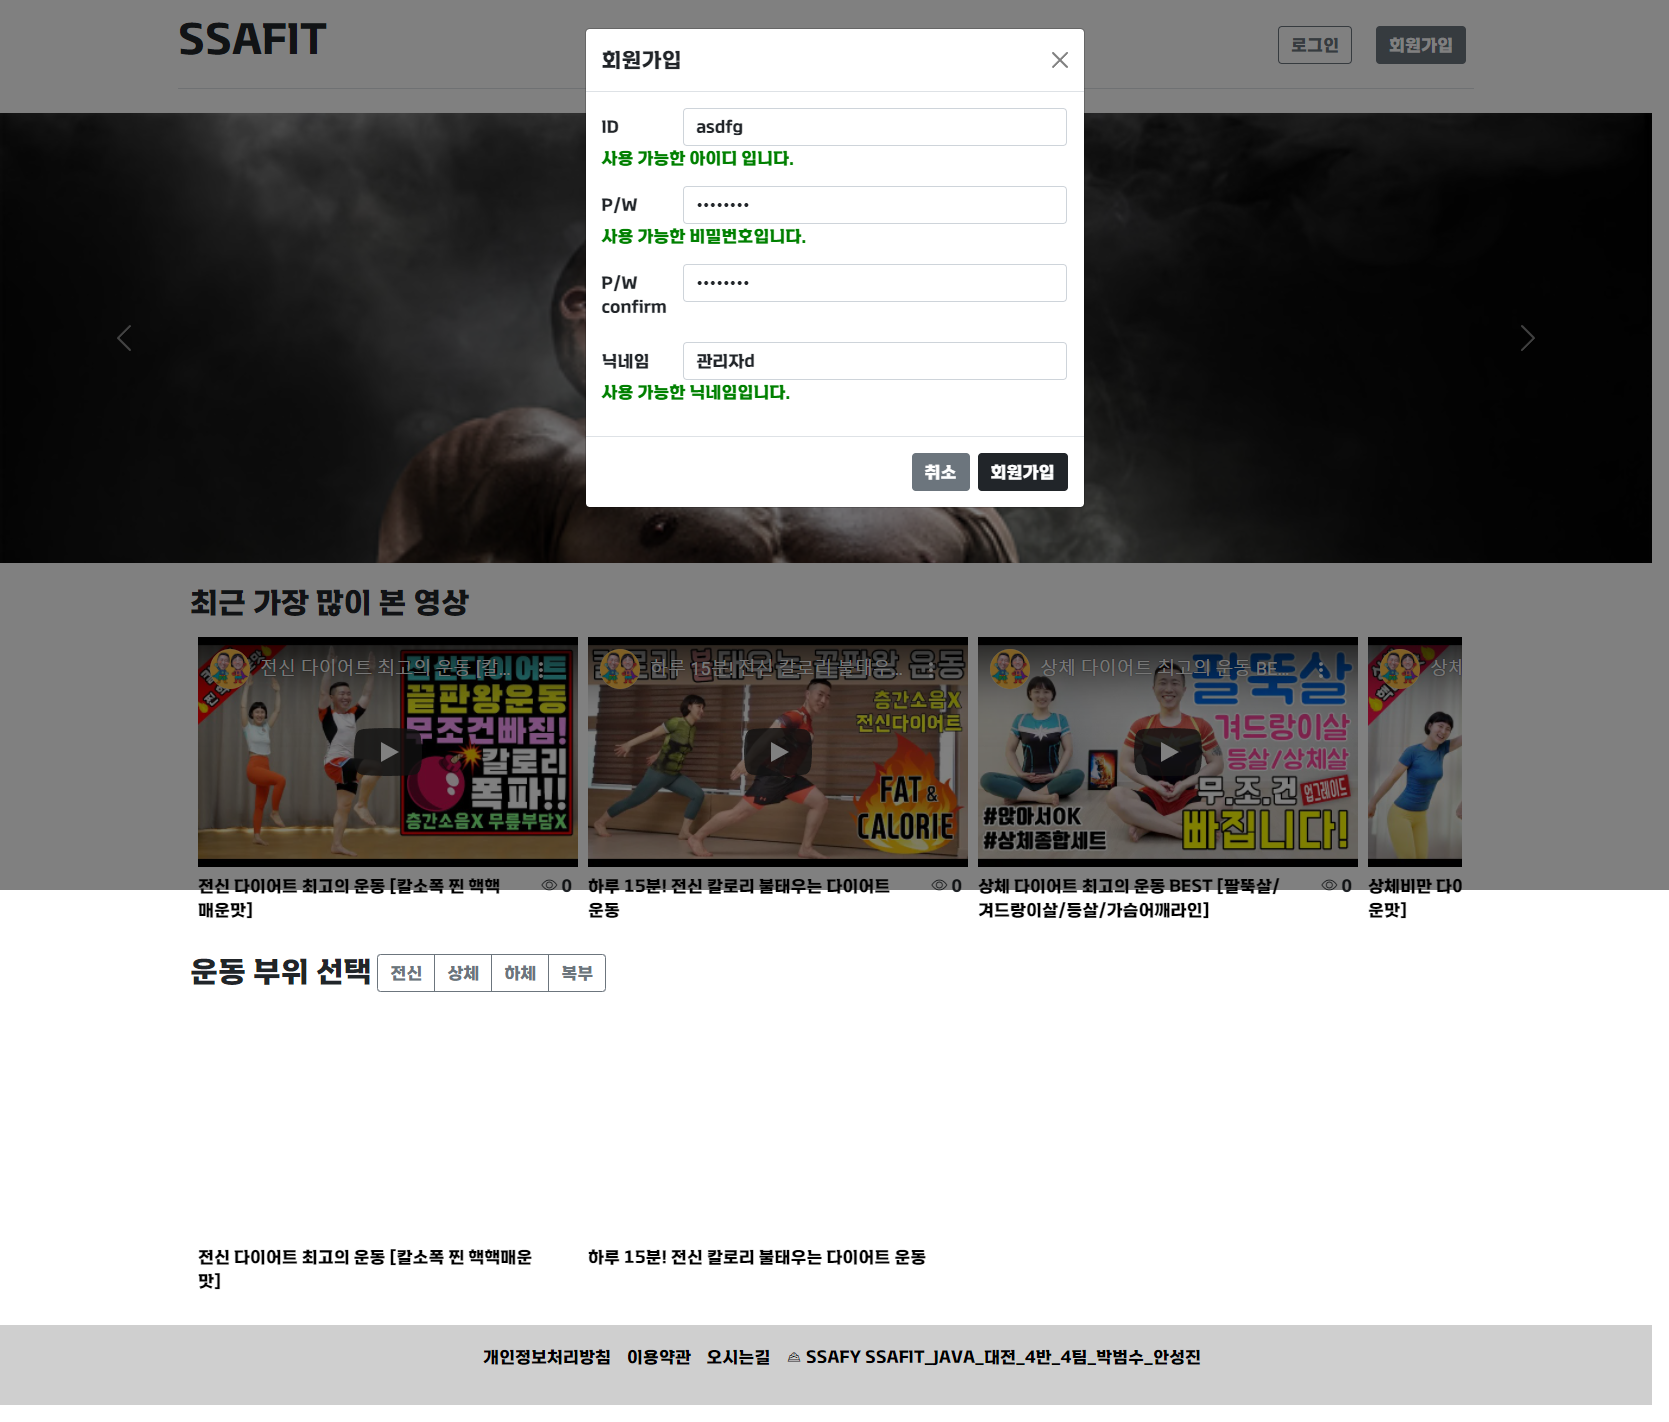 SSAFIT
로그인
회원가입
회원가입
ID
asdfg
사용 가능한 아이디 입니다.
P/W
••••••••
사용 가능한 비밀번호입니다.
P/W
confirm
••••••••
닉네임
관리자d
사용 가능한 닉네임입니다.
취소
회원가입
최근 가장 많이 본 영상
전신 다이어트 최고의 운동 [칼...
끝판왕운동
무조건빠짐!
칼로리
폭파!!
층간소음X 무릎부담X
하루 15분! 전신 칼로리 불태우...
층간소음X
전신다이어트
FAT &
CALORIE
상체 다이어트 최고의 운동 BE...
팔뚝살
겨드랑이살
등살/상체살
무.조.건 업그레이드
빠집니다!
#앉아서OK
#상체종합세트
상체
전신 다이어트 최고의 운동 [칼소폭 찐 핵핵
매운맛]
0
하루 15분! 전신 칼로리 불태우는 다이어트
운동
0
상체 다이어트 최고의 운동 BEST [팔뚝살/
겨드랑이살/등살/가슴어깨라인]
0
상체비만 다이
운맛]
운동 부위 선택
전신
상체
하체
복부
전신 다이어트 최고의 운동 [칼소폭 찐 핵핵매운
맛]
하루 15분! 전신 칼로리 불태우는 다이어트 운동
개인정보처리방침 이용약관 오시는길 SSAFY SSAFIT_JAVA_대전_4반_4팀_박범수_안성진